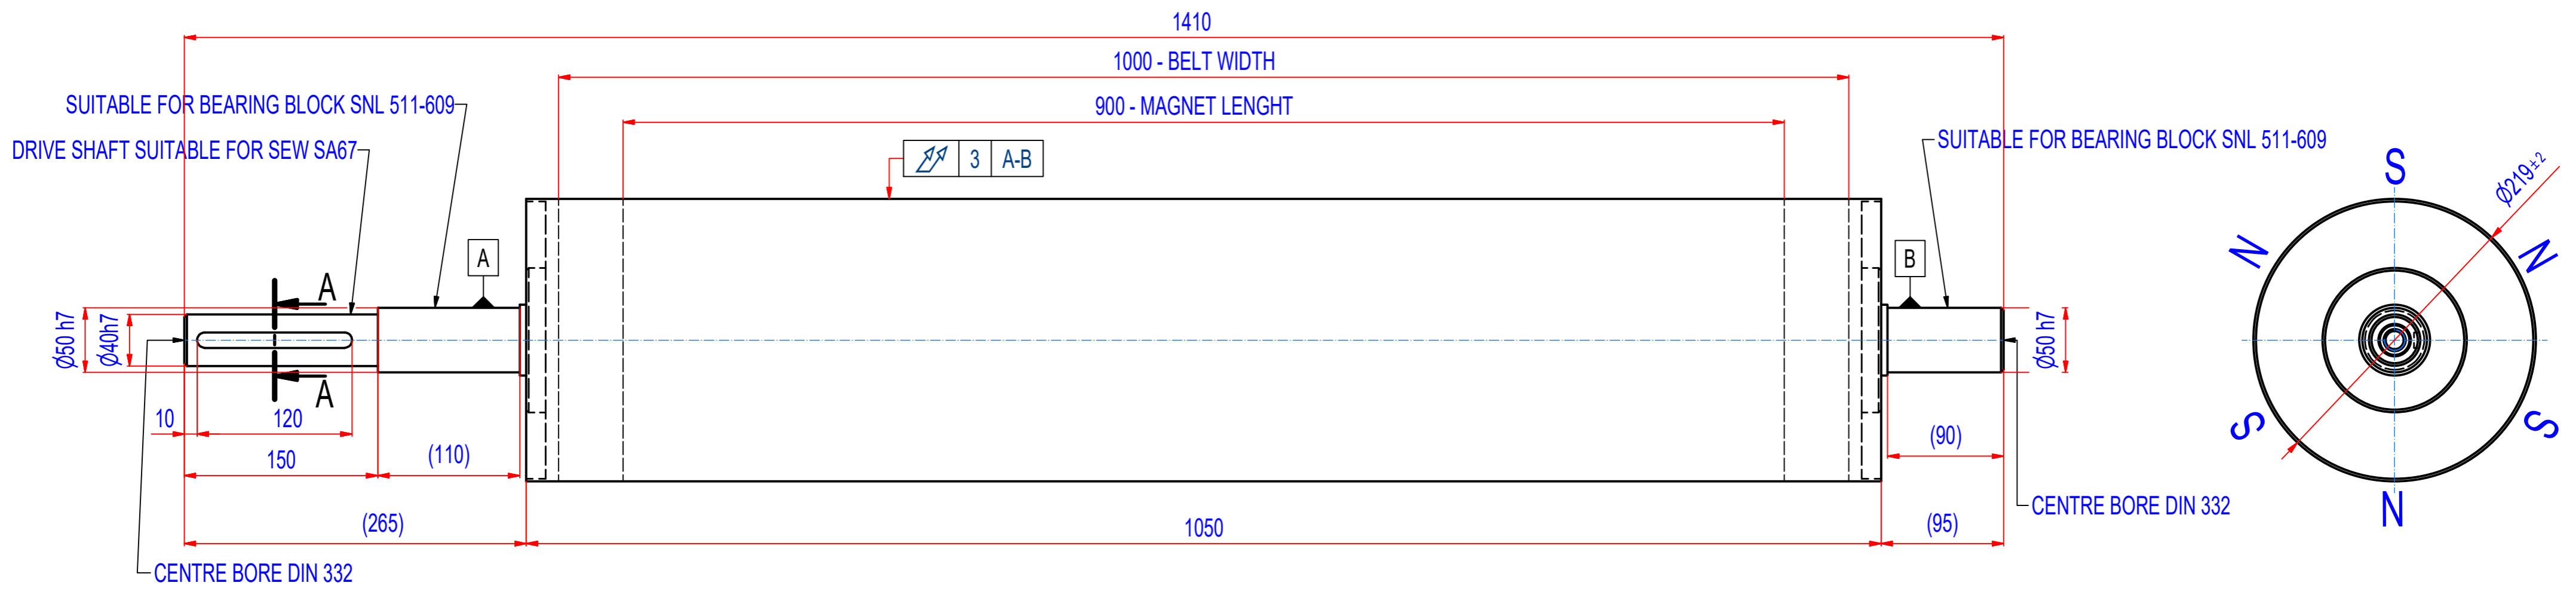 1410
1000 - BELT WIDTH
SUITABLE FOR BEARING BLOCK SNL 511-609
900 - MAGNET LENGHT
DRIVE SHAFT SUITABLE FOR SEW SA67
3 A-B
SUITABLE FOR BEARING BLOCK SNL 511-609
S
Ø219±2
N
N
A
B
A
Ø50 h7
Ø40h7
Ø50 h7
A
10
120
150
(110)
(90)
S
S
N
(265)
1050
(95)
CENTRE BORE DIN 332
CENTRE BORE DIN 332